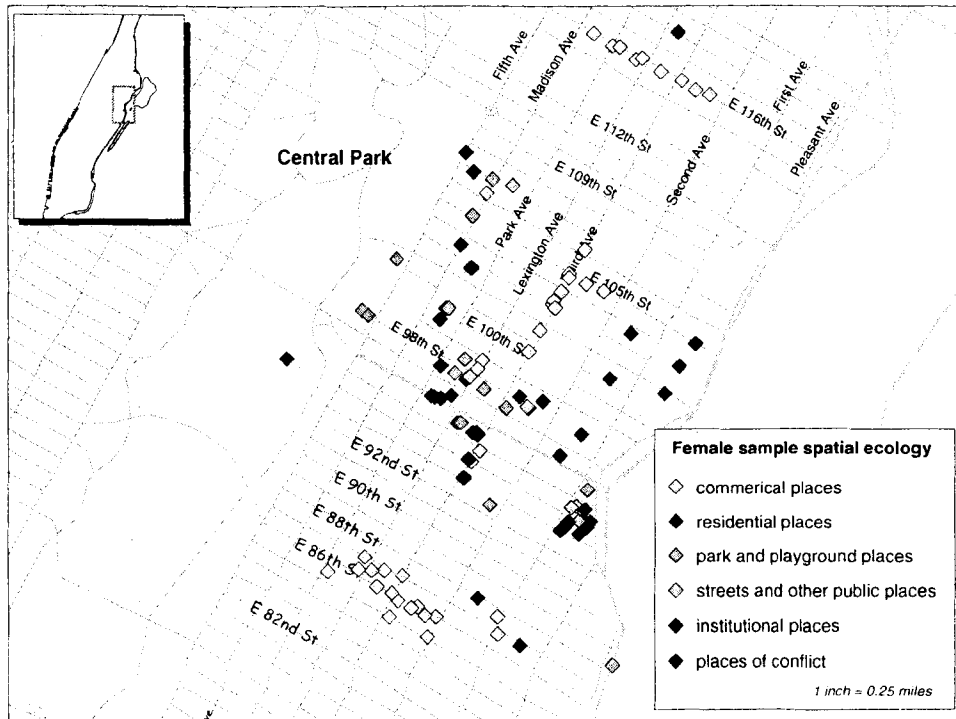 Fifth Ave
Madison Ave
First Ave
E 116th St
Pleasant Ave
E 112th St
Second Ave
Central Park
E 109th St
Park Ave
Lexington Ave
Ave
E 105th St
E 100th St
E 98th St
E 92nd St
E 90th St
E 88th St
E 86th St
E 82nd St
Female sample spatial ecology
commerical places
residential places
park and playground places
streets and other public places
institutional places
places of conflict
1 inch = 0.25 miles